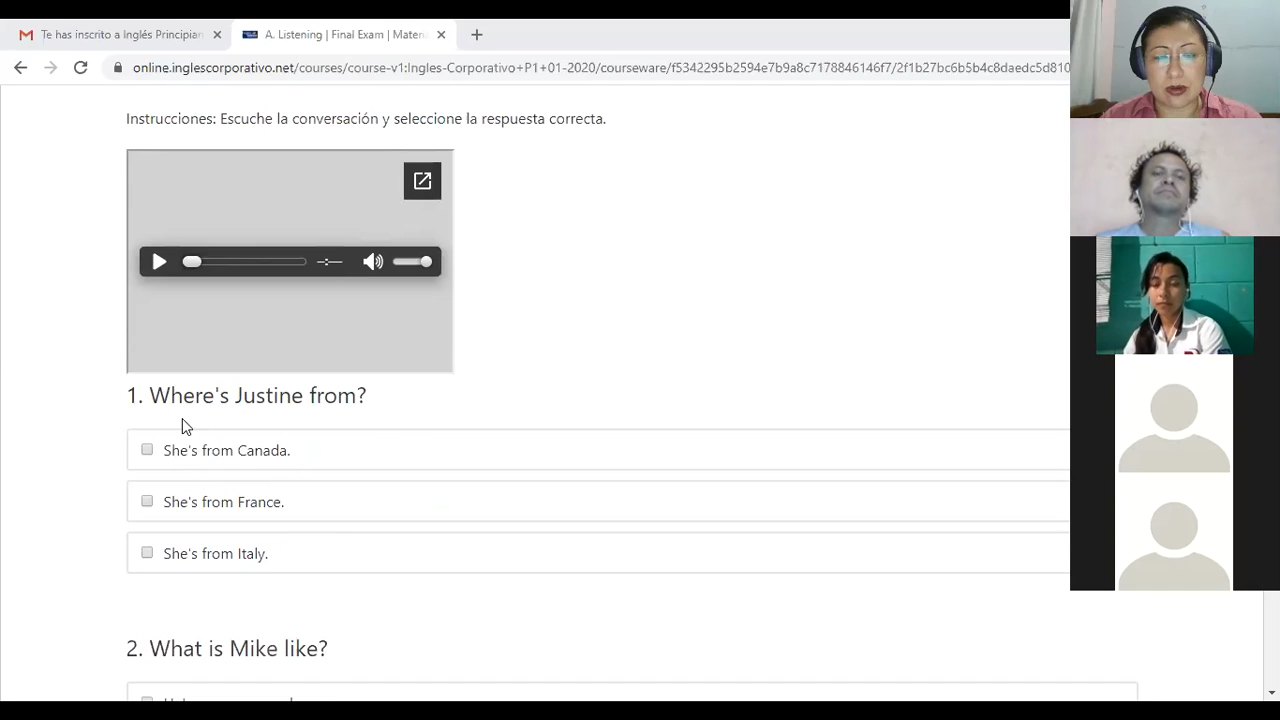 Te has inscrito a Inglés Principian
A. Listening | Final Exam | Mater
online.inglescorporativo.net/courses/course-v1:Ingles-Corporativo+P1+01-2020/courseware/f5342295b2594e7b9a8c7178846146f7/2f1b27bc6b5b4c8daedc5d810
Instrucciones: Escuche la conversación y seleccione la respuesta correcta.
1. Where's Justine from?
She's from Canada.
She's from France.
She's from Italy.
2. What is Mike like?